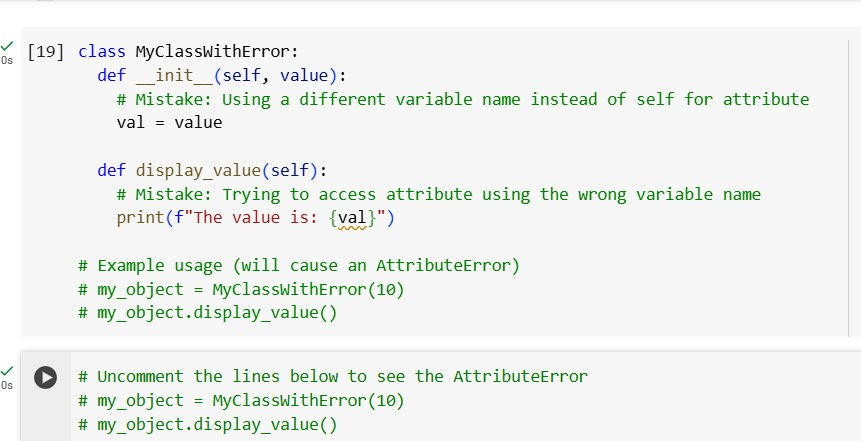 [19] class MyClassWithError:
def __init__(self, value):
# Mistake: Using a different variable name instead of self for attribute
val = value
def display_value(self):
# Mistake: Trying to access attribute using the wrong variable name
print(f"The value is: {val}")
# Example usage (will cause an AttributeError)
# my_object = MyClassWithError(10)
# my_object.display_value()
0s
# Uncomment the lines below to see the AttributeError
# my_object = MyClassWithError(10)
# my_object.display_value()
0s